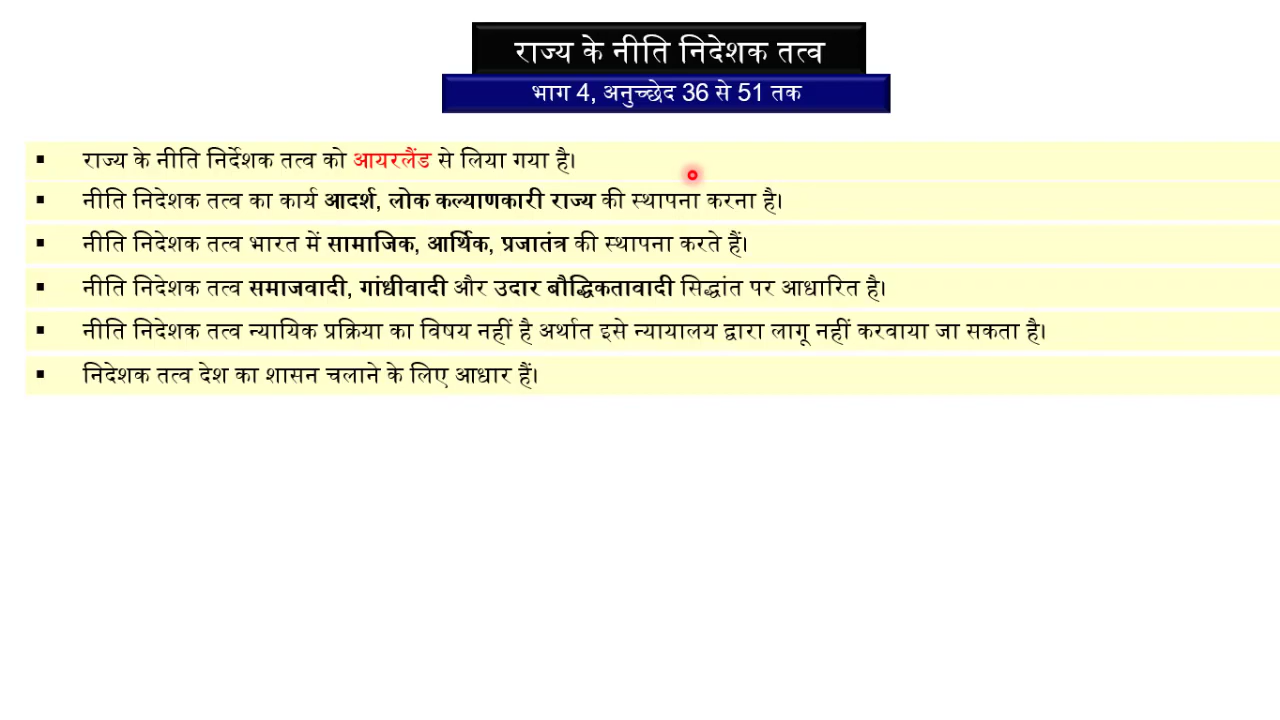 राज्य के नीति निदेशक तत्व
भाग 4, अनुच्छेद 36 से 51 तक
▪ राज्य के नीति निर्देशक तत्व को आयरलैंड से लिया गया है।
▪ नीति निदेशक तत्व का कार्य आदर्श, लोक कल्याणकारी राज्य की स्थापना करना है।
▪ नीति निदेशक तत्व भारत में सामाजिक, आर्थिक, प्रजातंत्र की स्थापना करते हैं।
▪ नीति निदेशक तत्व समाजवादी, गांधीवादी और उदार बौद्धिकतावादी सिद्धांत पर आधारित है।
▪ नीति निदेशक तत्व न्यायिक प्रक्रिया का विषय नहीं है अर्थात इसे न्यायालय द्वारा लागू नहीं करवाया जा सकता है।
▪ निदेशक तत्व देश का शासन चलाने के लिए आधार हैं।